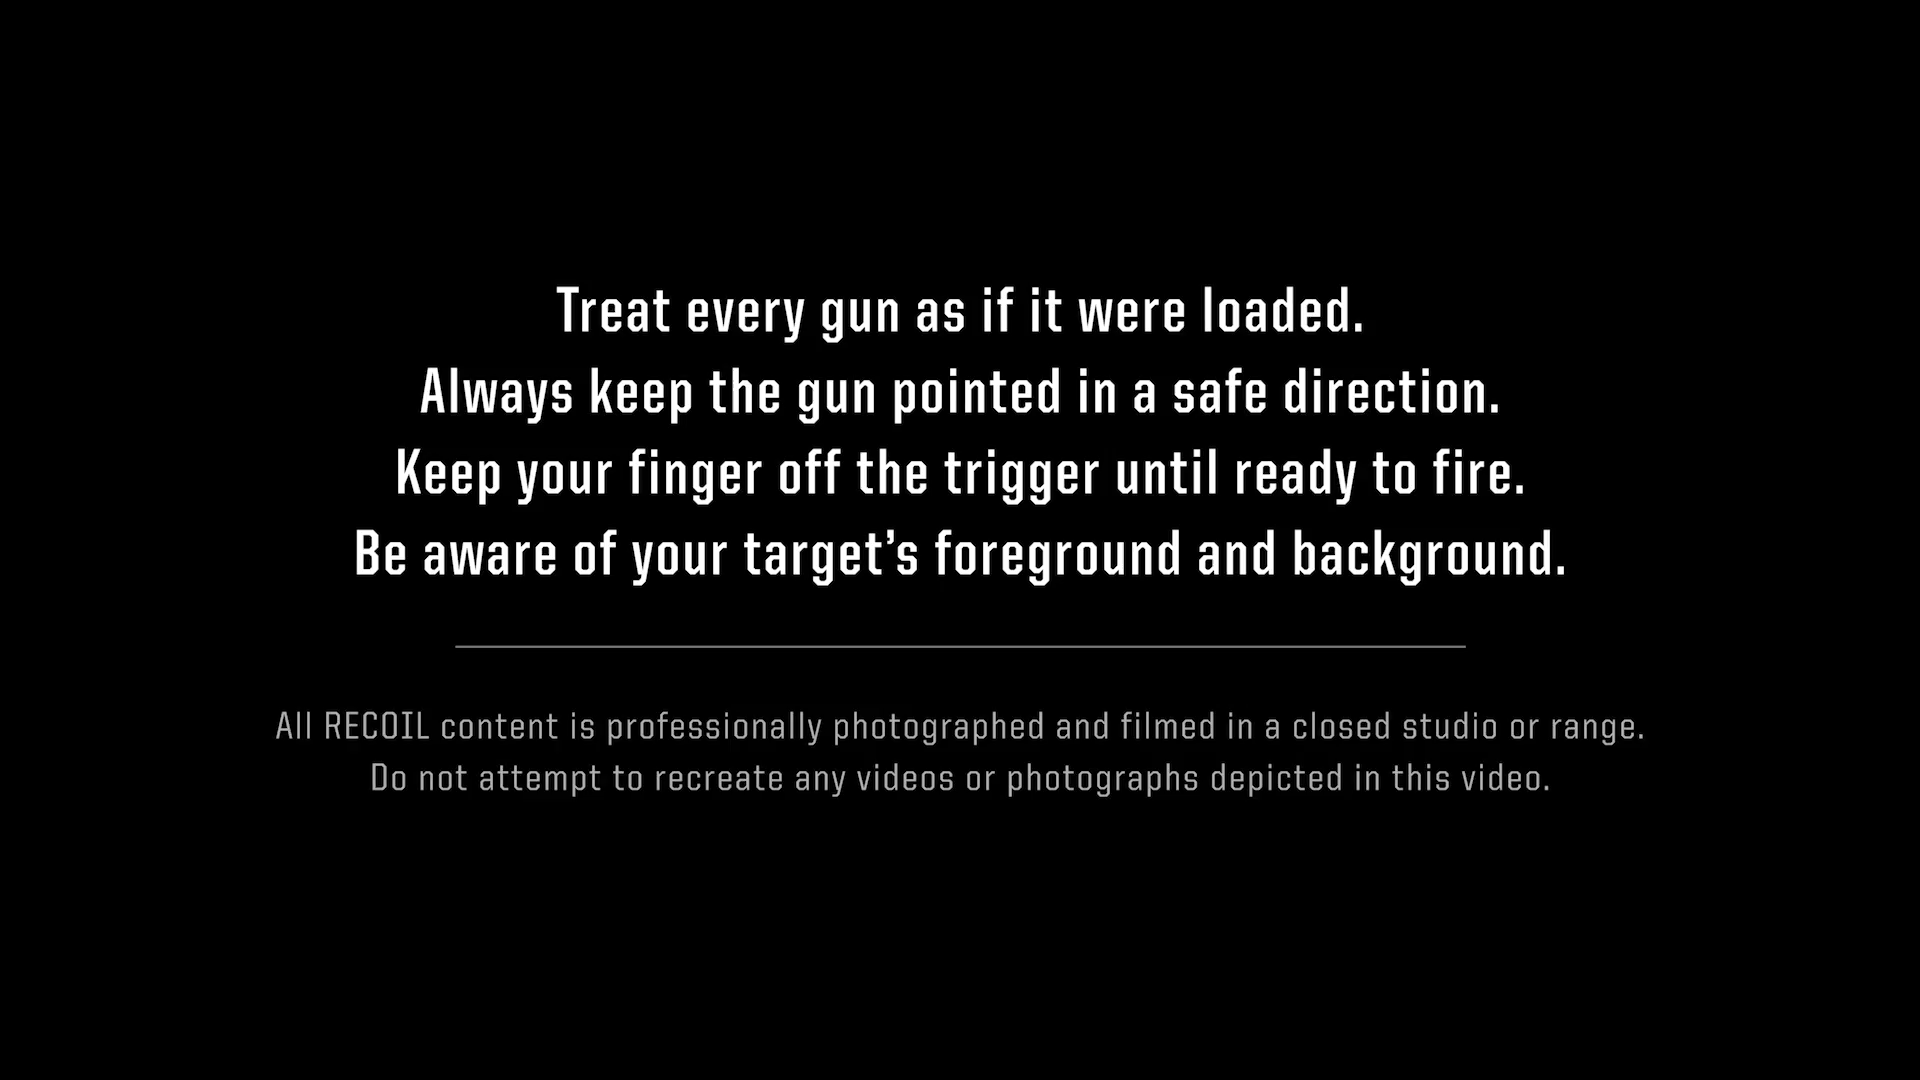 Treat every gun as if it were loaded.
Always keep the gun pointed in a safe direction.
Keep your finger off the trigger until ready to fire.
Be aware of your target’s foreground and background.
All RECOIL content is professionally photographed and filmed in a closed studio or range.
Do not attempt to recreate any videos or photographs depicted in this video.